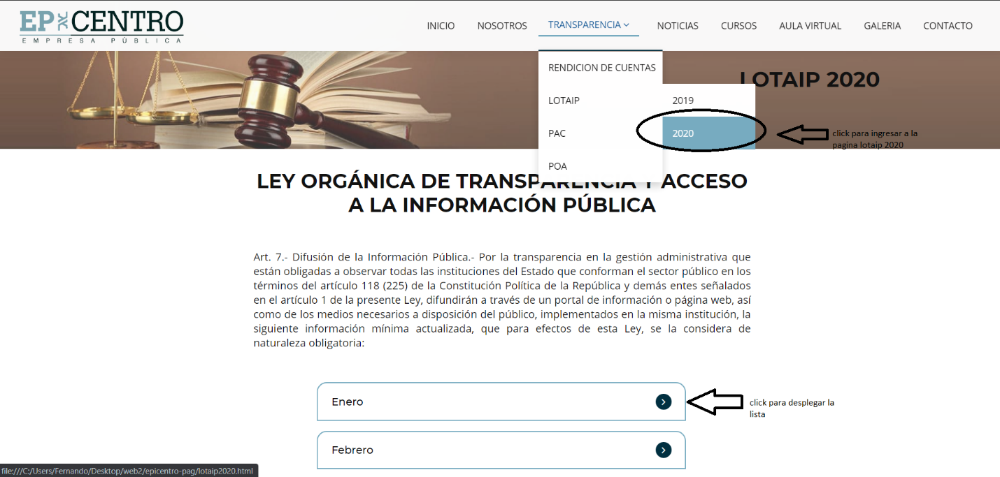 EP CENTRO
EMPRESA PÚBLICA
INICIO
NOSOTROS
TRANSPARENCIA
NOTICIAS
CURSOS
AULA VIRTUAL
GALERIA
CONTACTO
RENDICION DE CUENTAS
LOTAIP
PAC
POA
2019
2020
LOTAIP 2020
click para ingresar a la
pagina lotaip 2020
LEY ORGÁNICA DE TRANSPARENCIA Y ACCESO
A LA INFORMACIÓN PÚBLICA
Art. 7.- Difusión de la Información Pública.- Por la transparencia en la gestión administrativa que
están obligadas a observar todas las instituciones del Estado que conforman el sector público en los
términos del artículo 118 (225) de la Constitución Política de la República y demás entes señalados
en el artículo 1 de la presente Ley, difundirán a través de un portal de información o página web, así
como de los medios necesarios a disposición del público, implementados en la misma institución, la
siguiente información mínima actualizada, que para efectos de esta Ley, se la considera de
naturaleza obligatoria:
Enero
click para desplegar la
lista
Febrero
file:///C:/Users/Fernando/Desktop/web2/epicentro-pag/lotaip2020.html